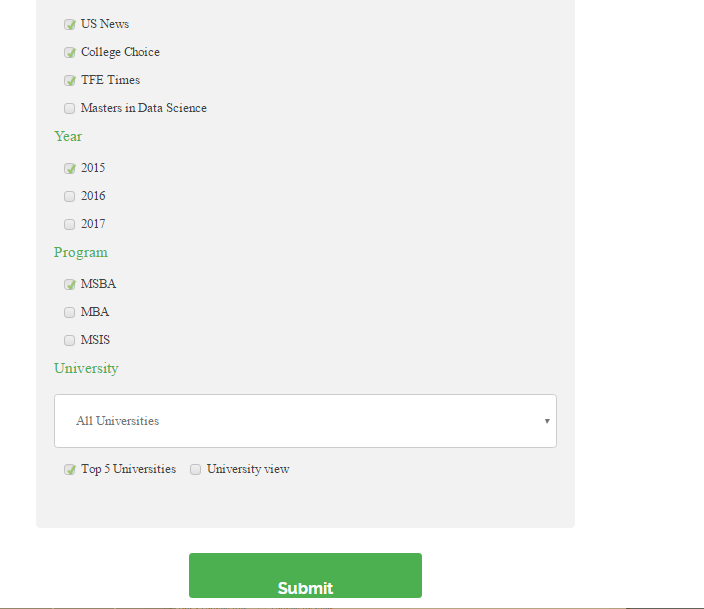 US News
College Choice
TFE Times
Masters in Data Science
Year
2015
2016
2017
Program
MSBA
MBA
MSIS
University
All Universities
Top 5 Universities University view
Submit